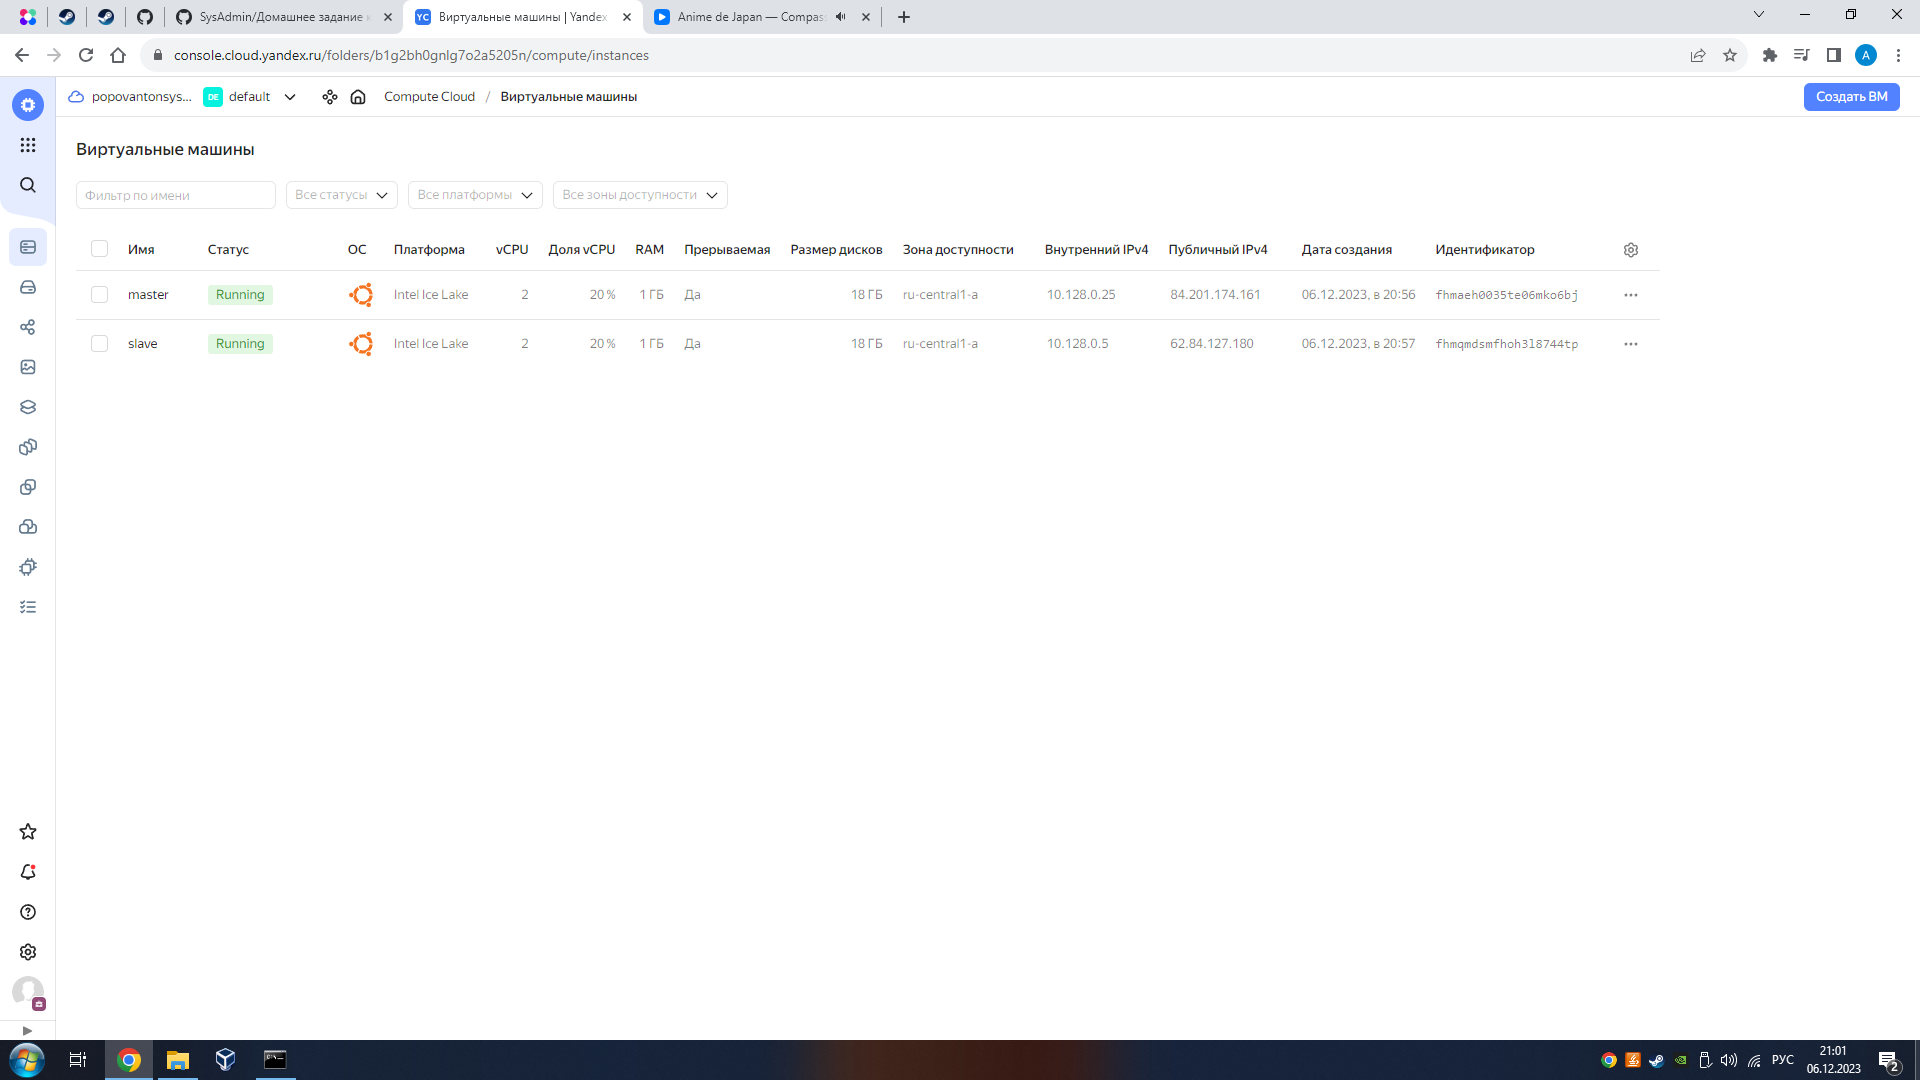 SysAdmin/Домашнее задание к
Виртуальные машины | Yandex
Anime de Japan — Compass
console.cloud.yandex.ru/folders/b1g2bh0gnlg7o2a5205n/compute/instances
A
popovantonsys... DE default Compute Cloud / Виртуальные машины Создать ВМ
Виртуальные машины
Фильтр по имени Все статусы Все платформы Все зоны доступности
Имя Статус ОС Платформа vCPU Доля vCPU RAM Прерываемая Размер дисков Зона доступности Внутренний IPv4 Публичный IPv4 Дата создания Идентификатор
master Running Intel Ice Lake 2 20 % 1 ГБ Да 18 ГБ ru-central1-a 10.128.0.25 84.201.174.161 06.12.2023, в 20:56 fhmaeh0035te06mko6bj
slave Running Intel Ice Lake 2 20 % 1 ГБ Да 18 ГБ ru-central1-a 10.128.0.5 62.84.127.180 06.12.2023, в 20:57 fhmqmdsmfhoh3l8744tp
РУС
21:01
06.12.2023
2